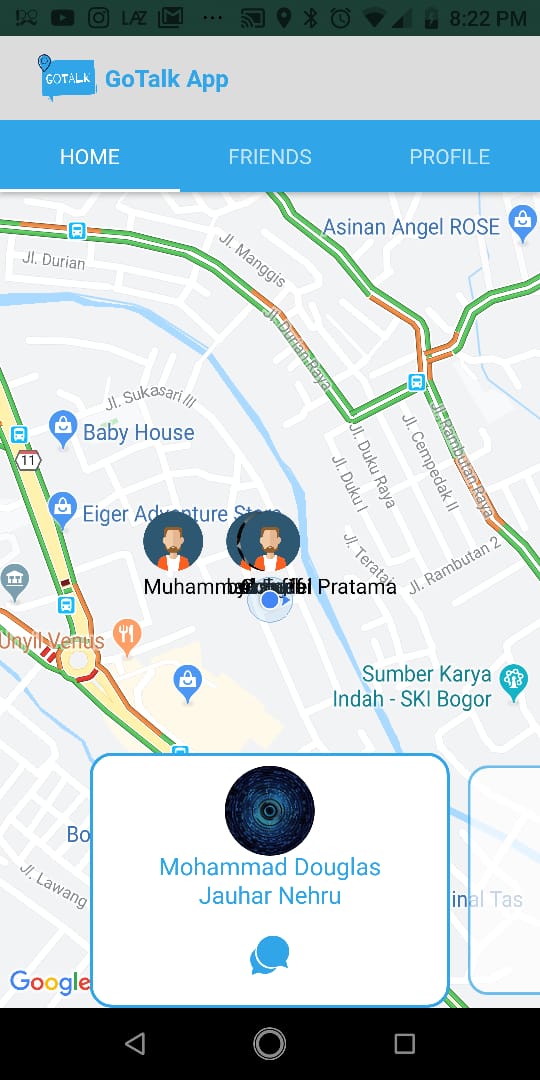 LAZ
8:22 PM
GOTALK
GoTalk App
HOME
FRIENDS
PROFILE
Asinan Angel ROSE
Jl. Manggis
Jl. Durian
Jl. Durian Raya
Jl. Sukasari III
Jl. Rambutan Raya
Jl. Cempedak II
Baby House
Jl. Duku Raya
11
Jl. Duku I
Eiger Adventure Store
Jl. Teratai
Jl. Rambutan 2
Pratama
Unyil Venus
Sumber Karya
Indah - SKI Bogor
Bo
Mohammad Douglas
Jauhar Nehru
Jl. Lawang
inal Tas
Google